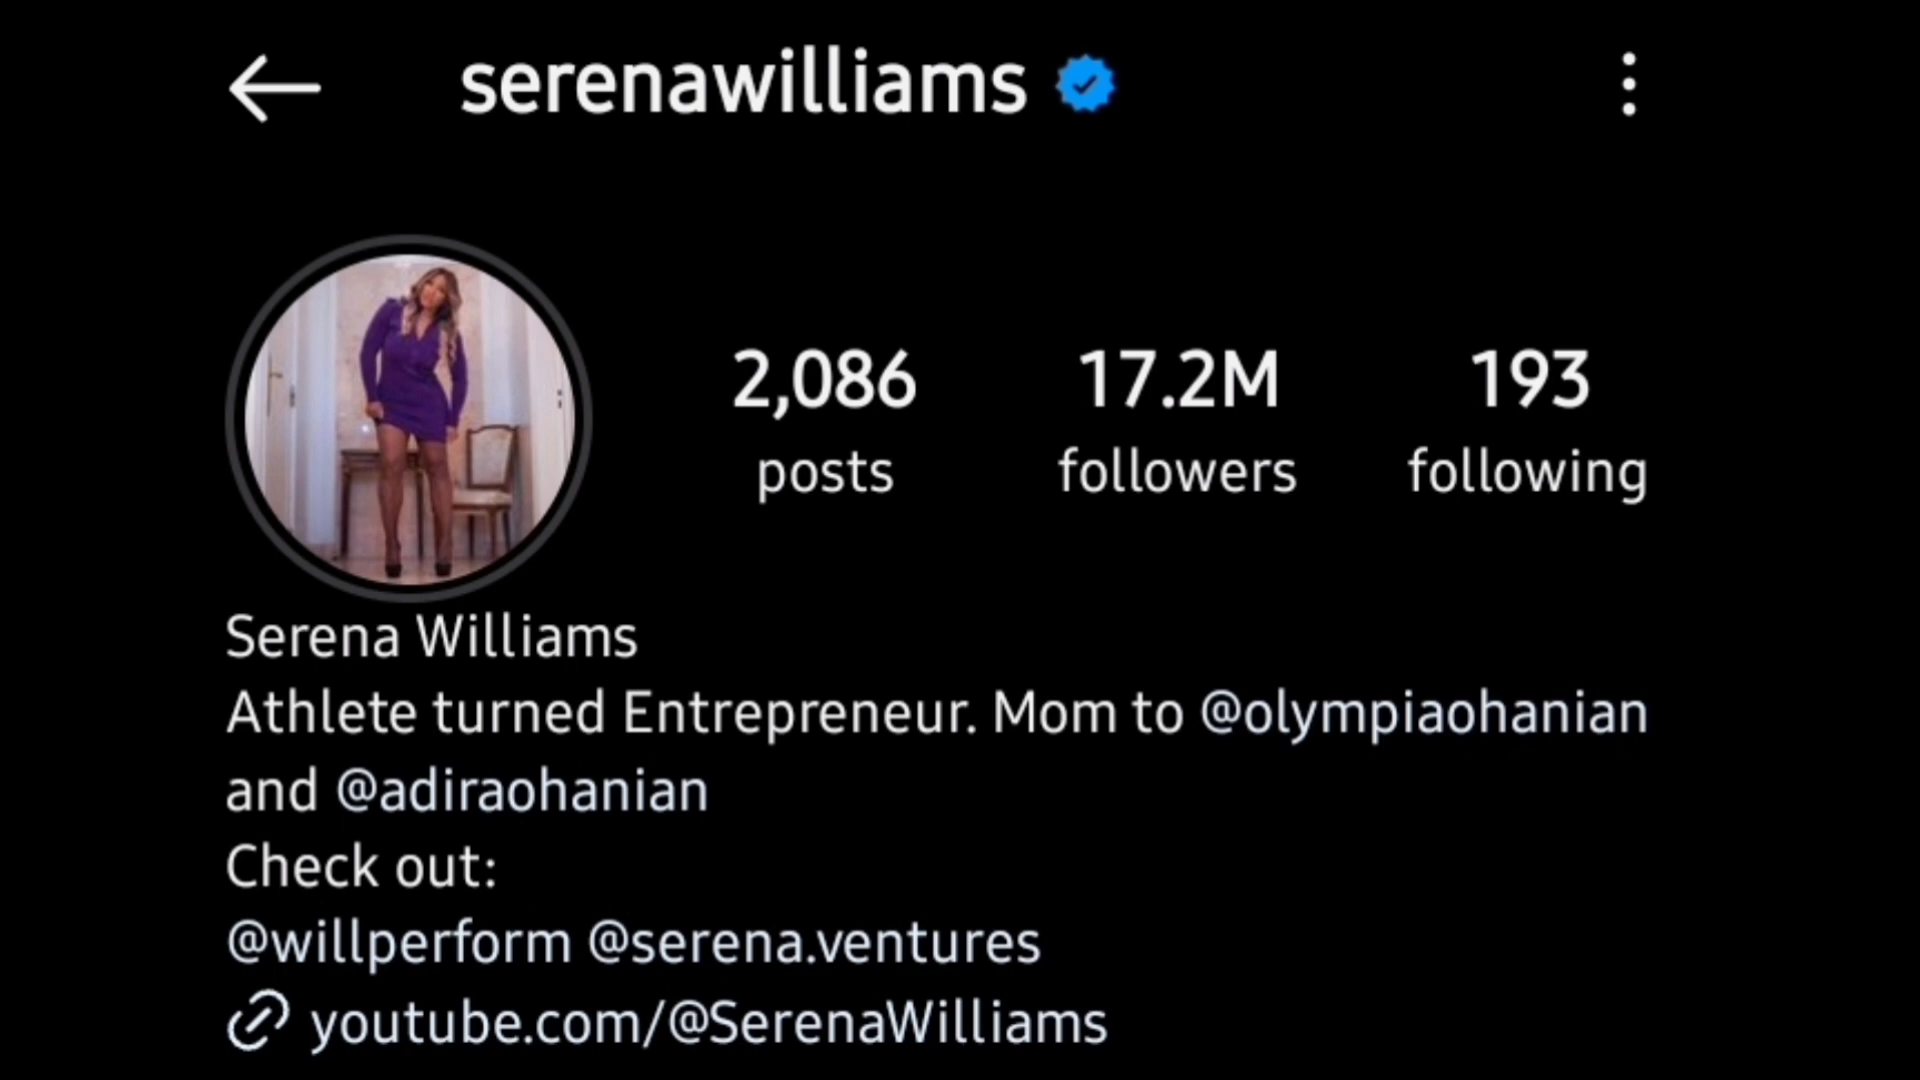 serenawilliams
2,086 17.2M 193
posts followers following
Serena Williams
Athlete turned Entrepreneur. Mom to @olympiaohanian
and @adiraohanian
Check out:
@willperform @serena.ventures
youtube.com/@SerenaWilliams